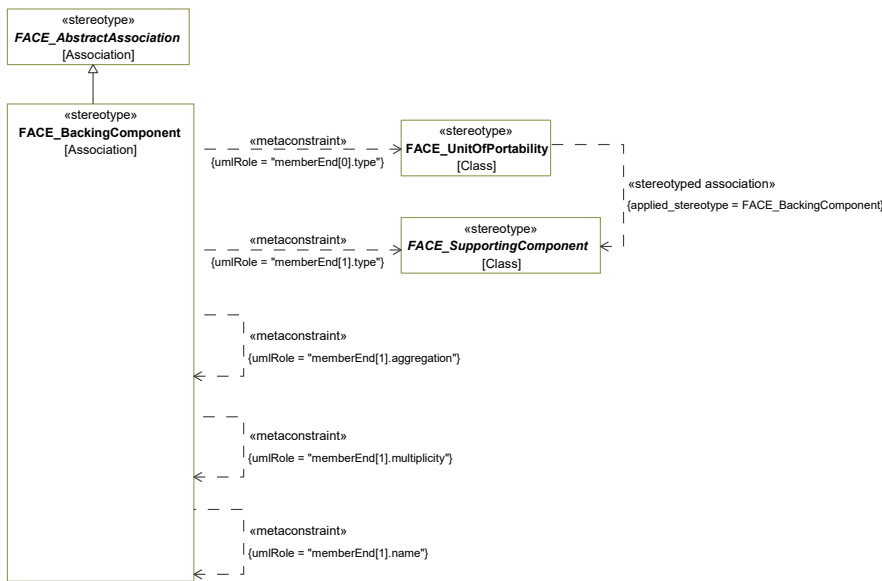 «stereotype»
FACE_AbstractAssociation
[Association]
«stereotype»
FACE_BackingComponent
[Association]
«metaconstraint»
{umlRole = "memberEnd[0].type"}
«stereotype»
FACE_UnitOfPortability
[Class]
«stereotyped association»
{applied_stereotype = FACE_BackingComponent}
«metaconstraint»
{umlRole = "memberEnd[1].type"}
«stereotype»
FACE_SupportingComponent
[Class]
«metaconstraint»
{umlRole = "memberEnd[1].aggregation"}
«metaconstraint»
{umlRole = "memberEnd[1].multiplicity"}
«metaconstraint»
{umlRole = "memberEnd[1].name"}